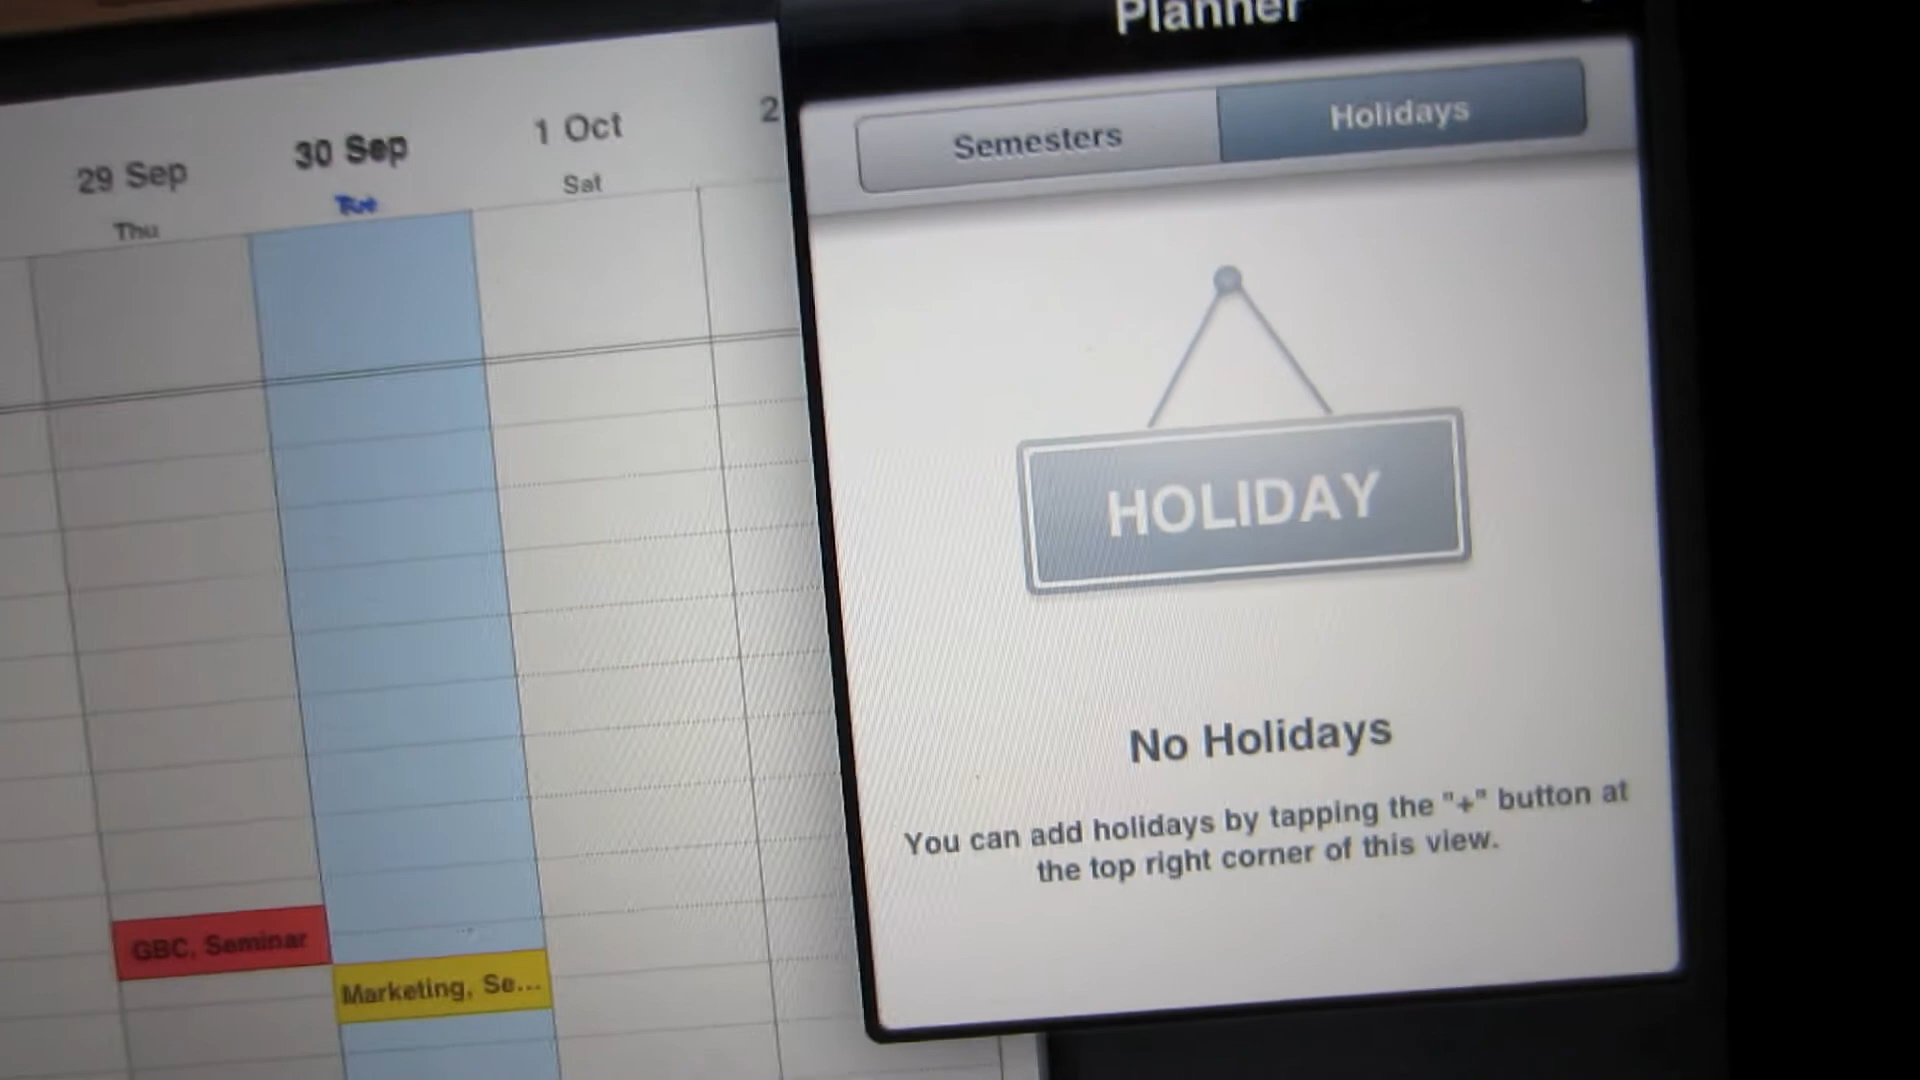 Planner
Semesters
Holidays
29 Sep
30 Sep
1 Oct
2
Thu
Sat
HOLIDAY
No Holidays
You can add holidays by tapping the "+" button at
the top right corner of this view.
GBC, Seminar
Marketing, Se...